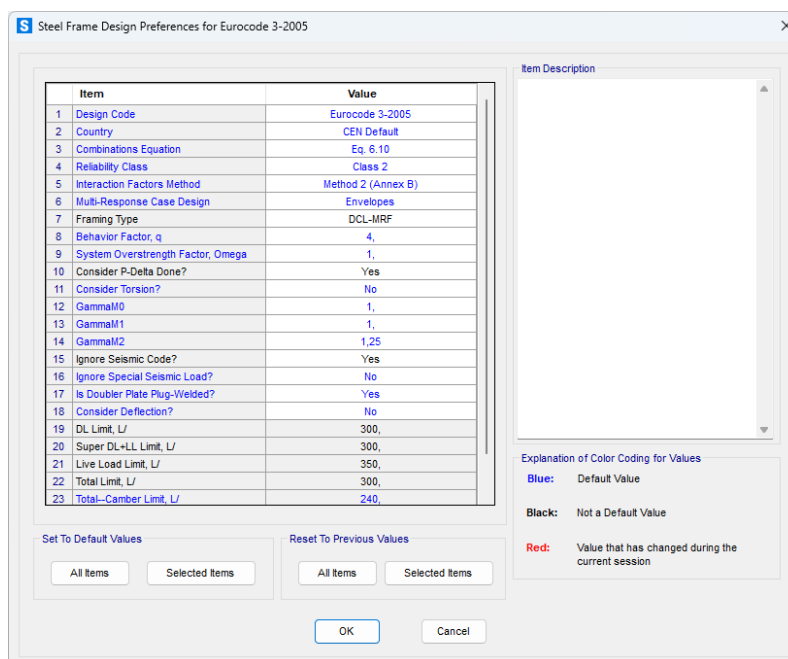 S Steel Frame Design Preferences for Eurocode 3-2005
Item Value
1 Design Code Eurocode 3-2005
2 Country CEN Default
3 Combinations Equation Eq. 6.10
4 Reliability Class Class 2
5 Interaction Factors Method Method 2 (Annex B)
6 Multi-Response Case Design Envelopes
7 Framing Type DCL-MRF
8 Behavior Factor, q 4,
9 System Overstrength Factor, Omega 1,
10 Consider P-Delta Done? Yes
11 Consider Torsion? No
12 GammaM0 1,
13 GammaM1 1,
14 GammaM2 1,25
15 Ignore Seismic Code? Yes
16 Ignore Special Seismic Load? No
17 Is Doubler Plate Plug-Welded? Yes
18 Consider Deflection? No
19 DL Limit, L/ 300,
20 Super DL+LL Limit, L/ 300,
21 Live Load Limit, L/ 350,
22 Total Limit, L/ 300,
23 Total--Camber Limit, L/ 240,
Set To Default Values
All Items Selected Items
Reset To Previous Values
All Items Selected Items
Item Description
Explanation of Color Coding for Values
Blue: Default Value
Black: Not a Default Value
Red: Value that has changed during the
current session
OK Cancel